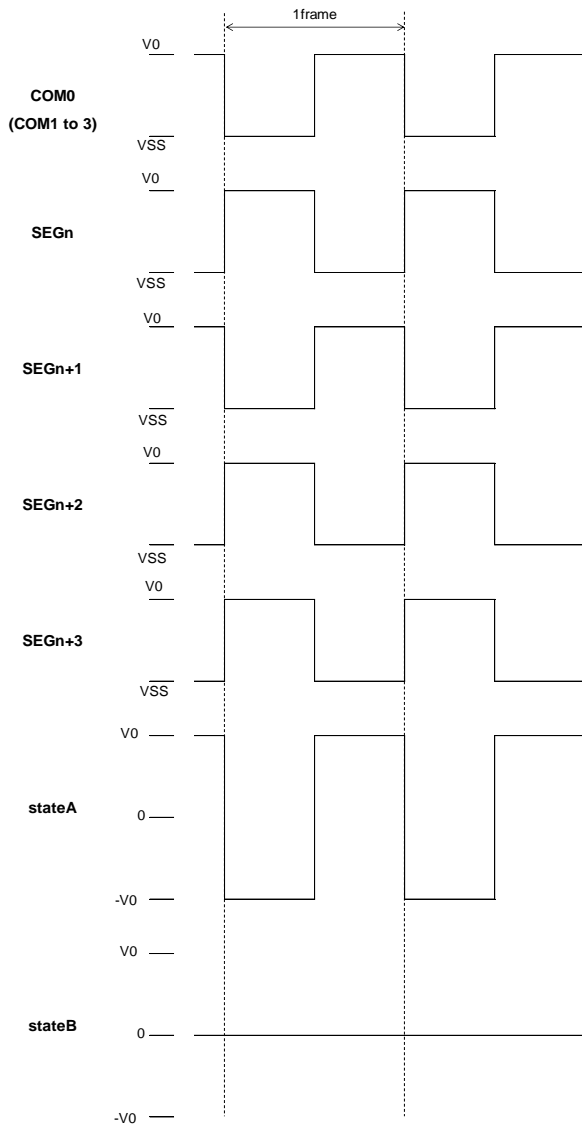 1frame
V0
COM0
(COM1 to 3)
VSS
V0
SEGn
VSS
V0
SEGn+1
VSS
V0
SEGn+2
VSS
V0
SEGn+3
VSS
V0
stateA
0
-V0
V0
stateB
0
-V0